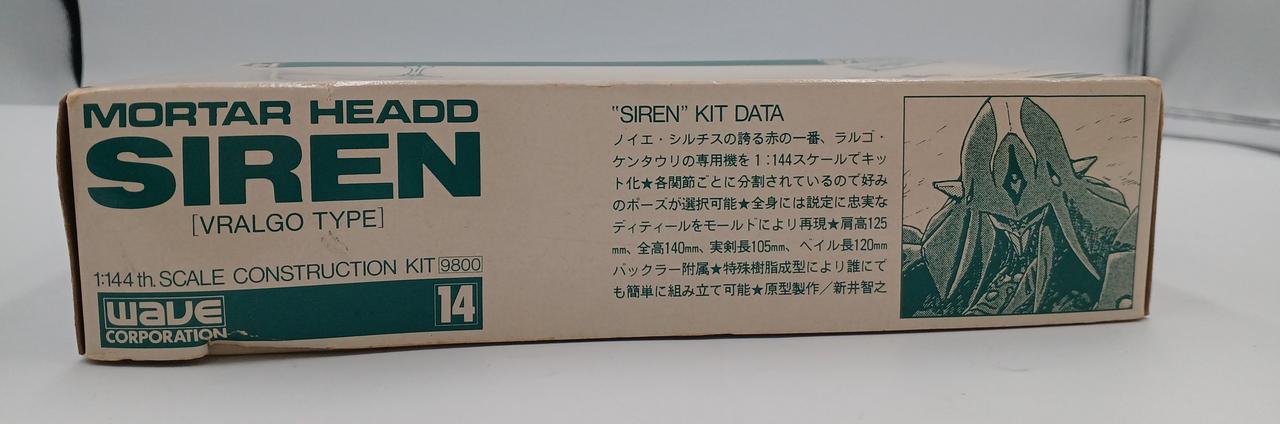 MORTAR HEADD
SIREN
[VRALGO TYPE]
1:144 th. SCALE CONSTRUCTION KIT 9800
WAVE
CORPORATION
14
"SIREN" KIT DATA
ノイエ・シルチスの誇る赤の一番、ラルゴ・
ケンタウリの専用機を1:144スケールでキッ
ト化★各関節ごとに分割されているので好み
のポーズが選択可能★全身には設定に忠実な
ディティールをモールドにより再現★肩高125
mm、全高140mm、実剣長105mm、ベイル長120mm
バックラー附属★特殊樹脂成型により誰にで
も簡単に組み立て可能★原型製作／新井智之